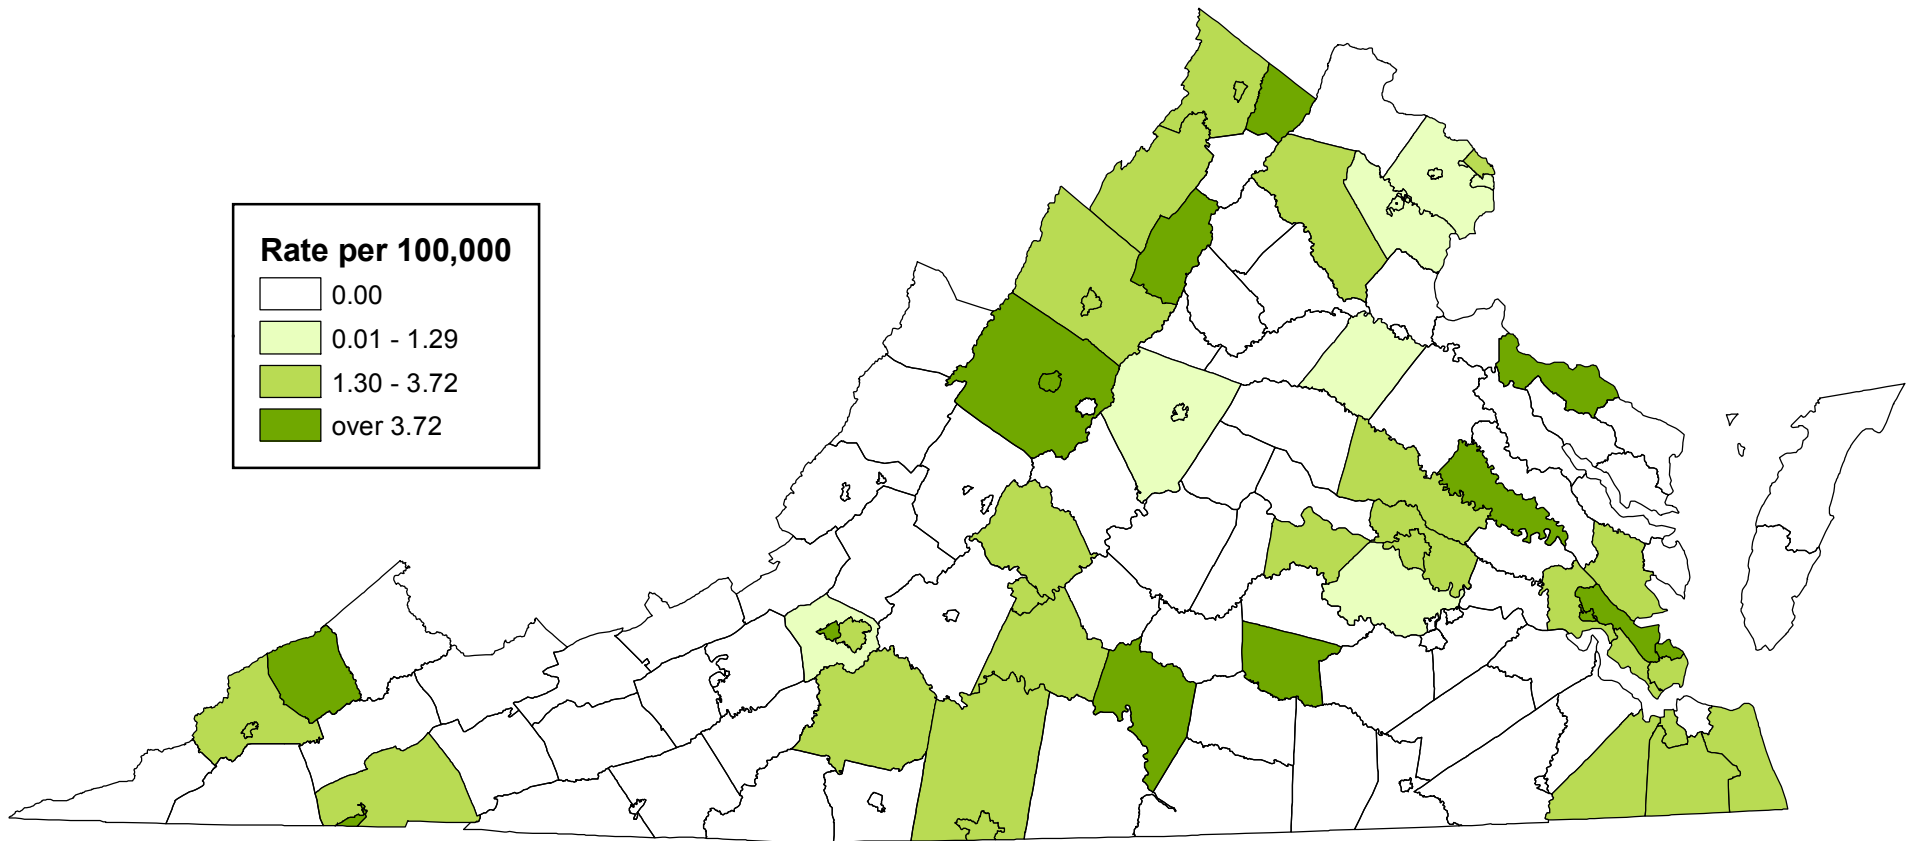 Rate per 100,000
0.00
0.01 - 1.29
1.30 - 3.72
over 3.72